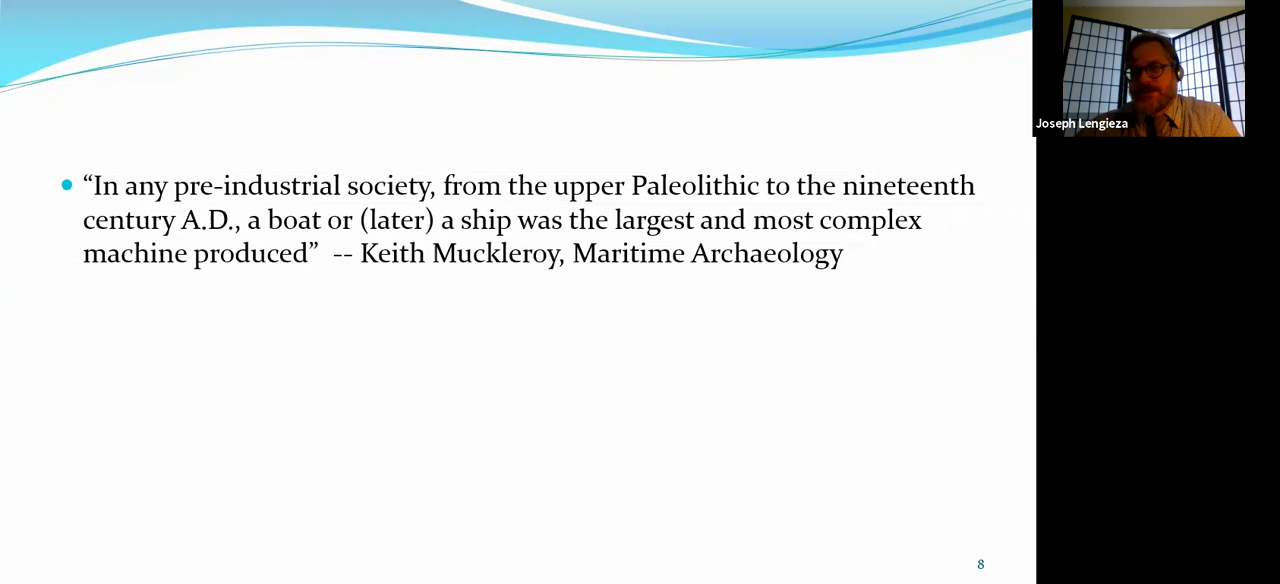 • “In any pre-industrial society, from the upper Paleolithic to the nineteenth
century A.D., a boat or (later) a ship was the largest and most complex
machine produced” -- Keith Muckleroy, Maritime Archaeology
Joseph Lengieza
8